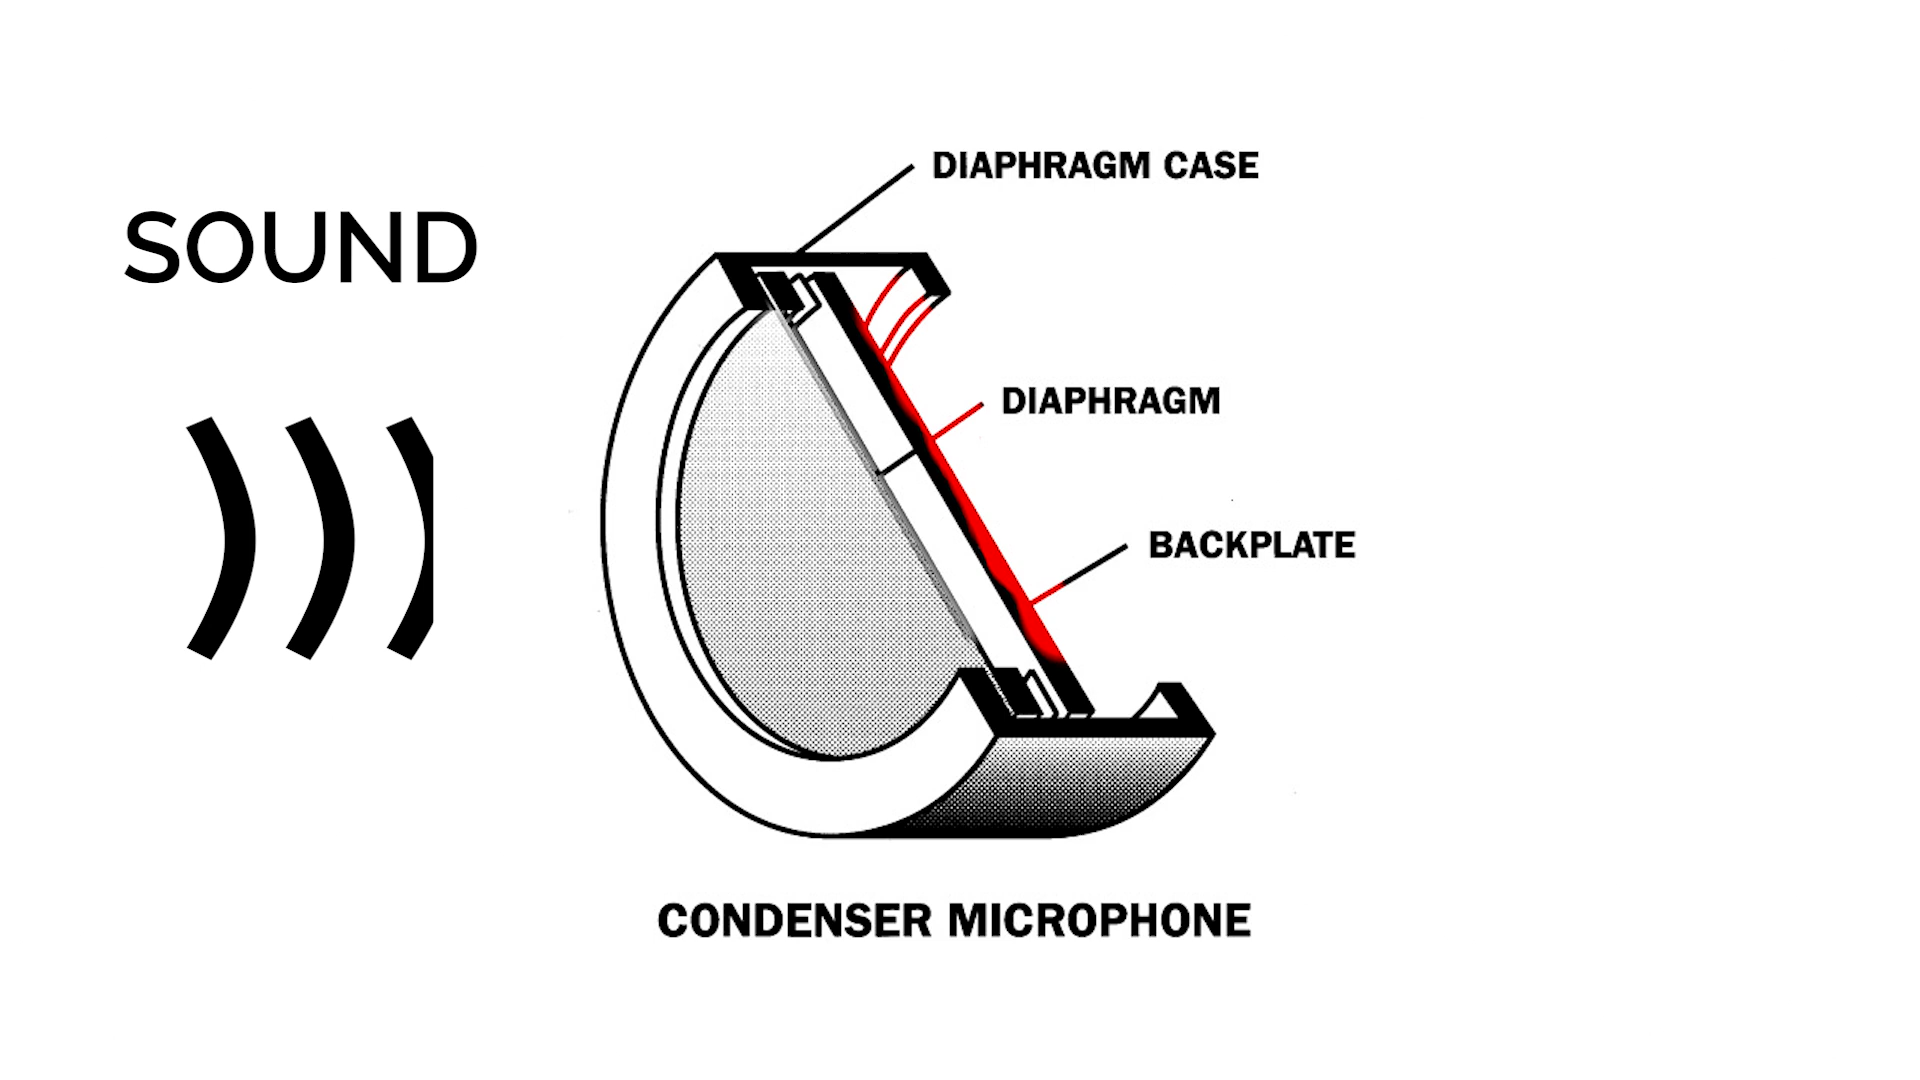 DIAPHRAGM CASE
SOUND
DIAPHRAGM
BACKPLATE
CONDENSER MICROPHONE